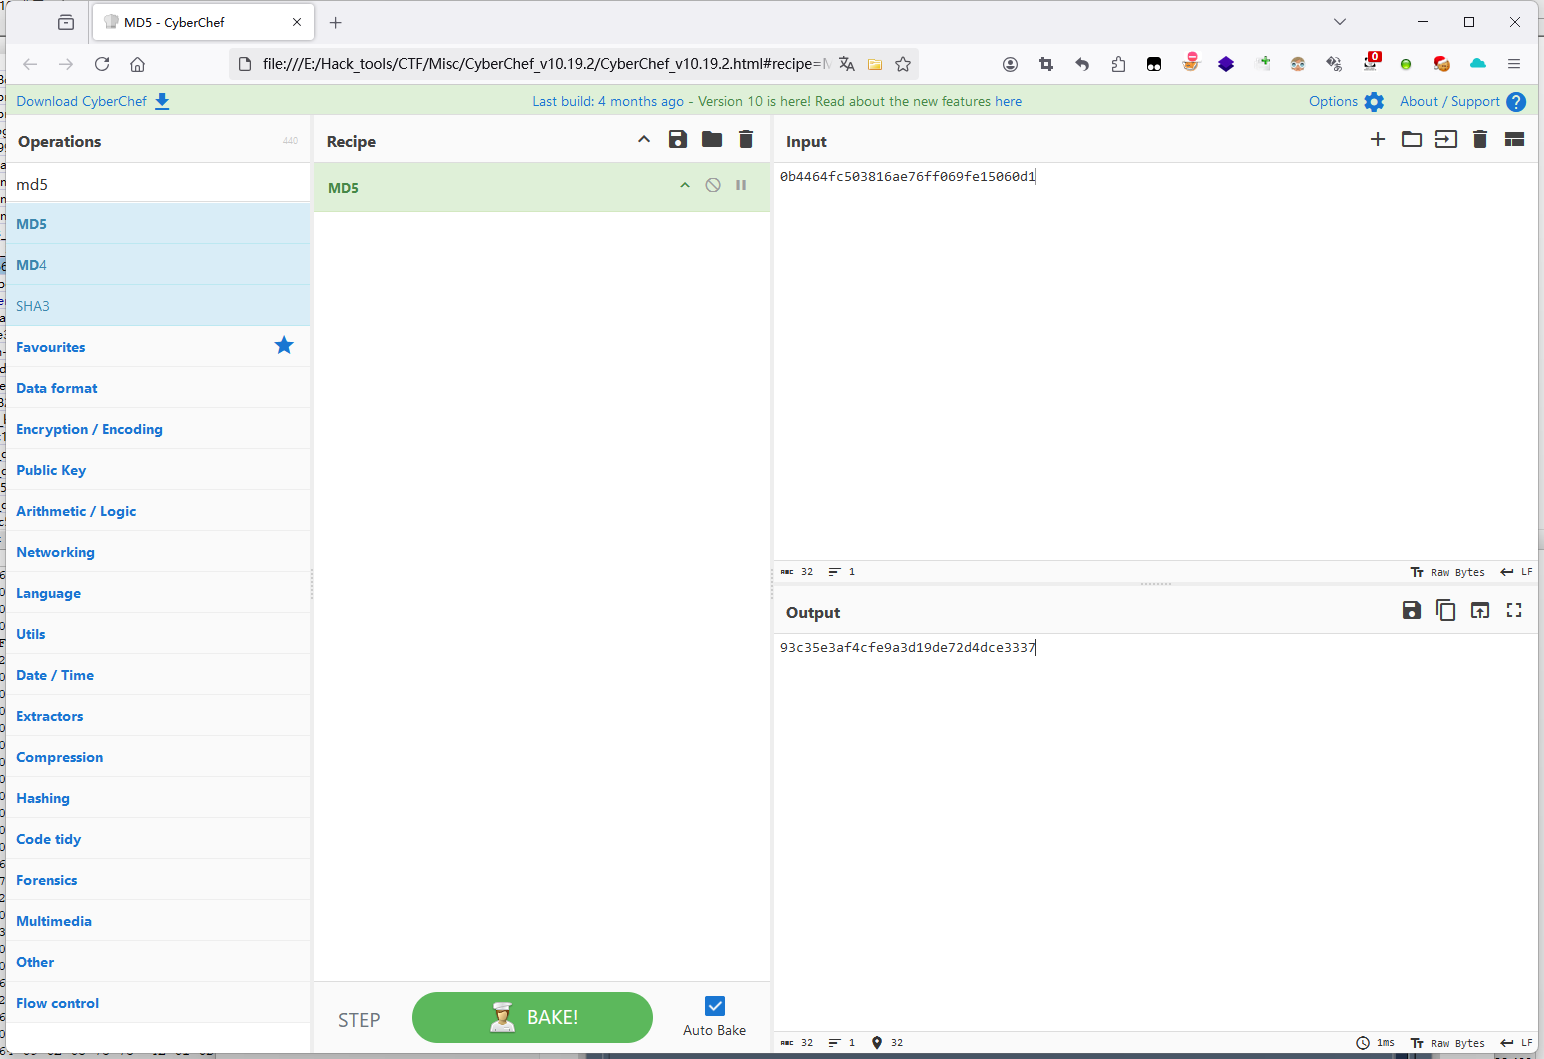 MD5 - CyberChef
file:///E:/Hack_tools/CTF/Misc/CyberChef_v10.19.2/CyberChef_v10.19.2.html#recipe=M
0
Download CyberChef
Last build: 4 months ago - Version 10 is here! Read about the new features here
Options
About / Support
Operations
440
md5
MD5
MD4
SHA3
Favourites
Data format
Encryption / Encoding
Public Key
Arithmetic / Logic
Networking
Language
Utils
Date / Time
Extractors
Compression
Hashing
Code tidy
Forensics
Multimedia
Other
Flow control
Recipe
MD5
STEP
BAKE!
Auto Bake
Input
0b4464fc503816ae76ff069fe15060d1
ABC 32 1
Raw Bytes LF
Output
93c35e3af4cfe9a3d19de72d4dce3337
ABC 32 1 32
1ms Raw Bytes LF